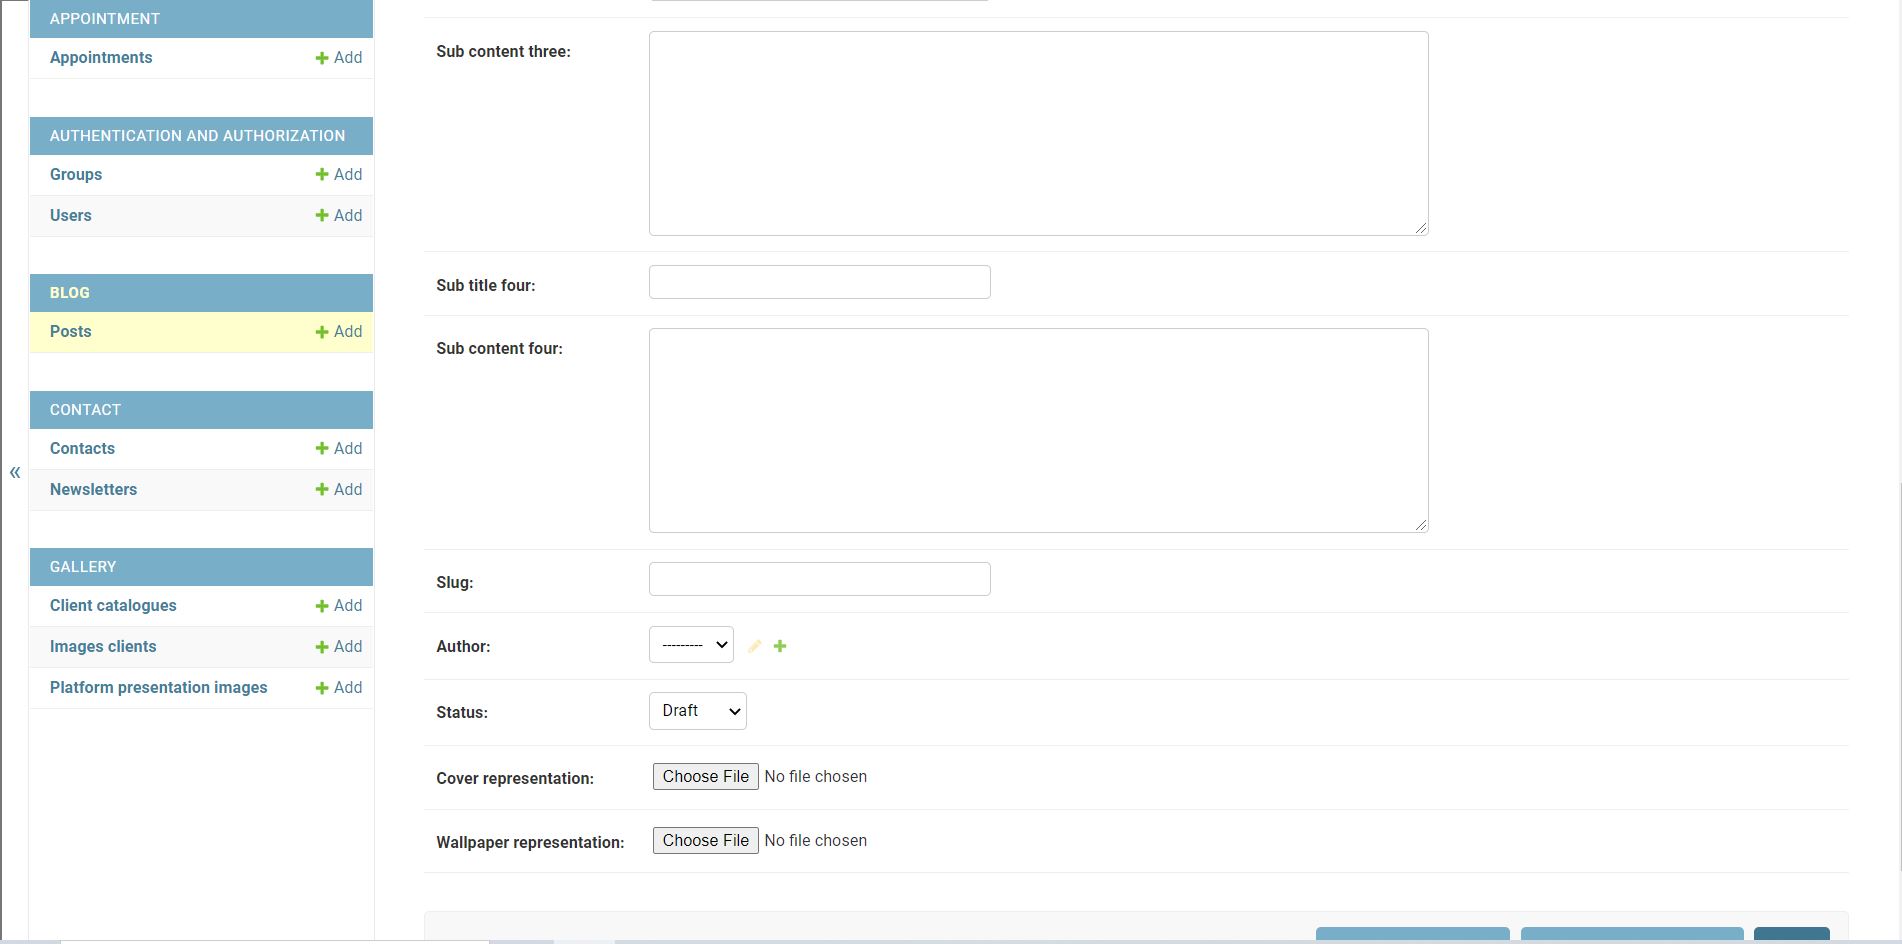 APPOINTMENT
Appointments
Add
AUTHENTICATION AND AUTHORIZATION
Groups
Add
Users
Add
BLOG
Posts
Add
CONTACT
Contacts
Add
Newsletters
Add
«
GALLERY
Client catalogues
Add
Images clients
Add
Platform presentation images
Add
Sub content three:
Sub title four:
Sub content four:
Slug:
Author:
---------
Status:
Draft
Cover representation:
Choose File No file chosen
Wallpaper representation:
Choose File No file chosen